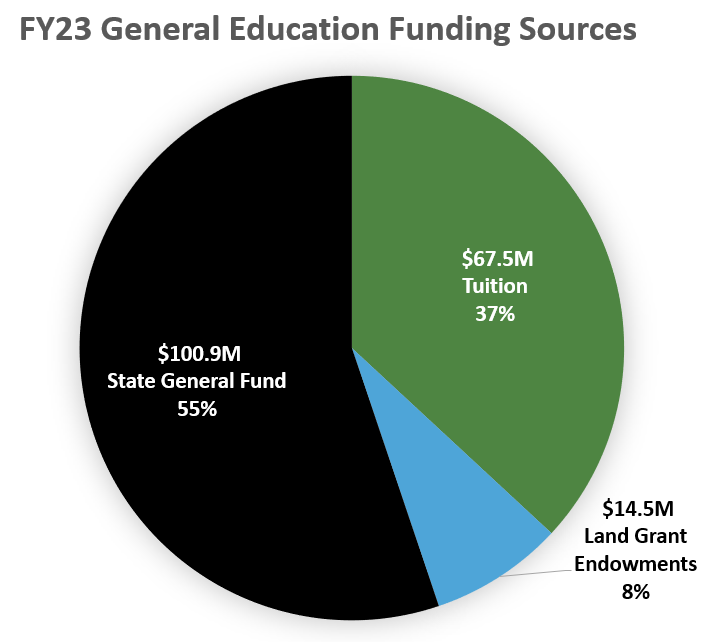 FY23 General Education Funding Sources
$67.5M
Tuition
37%
$100.9M
State General Fund
55%
$14.5M
Land Grant
Endowments
8%